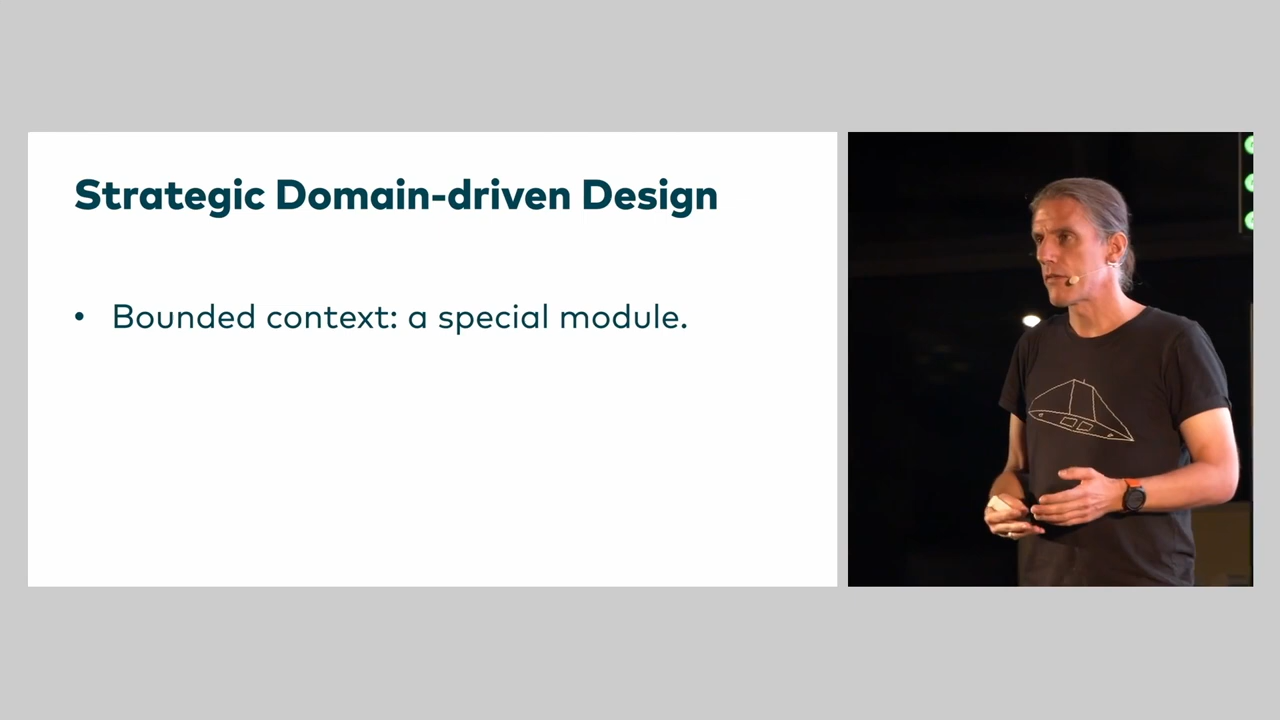 Strategic Domain-driven Design
• Bounded context: a special module.